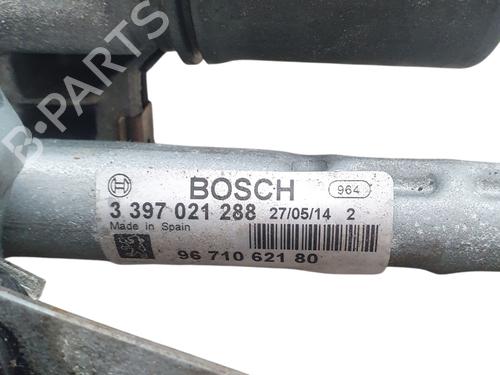 BOSCH
964
3 397 021 288 27/05/14 2
Made in Spain
96 710 621 80
B-PARTS